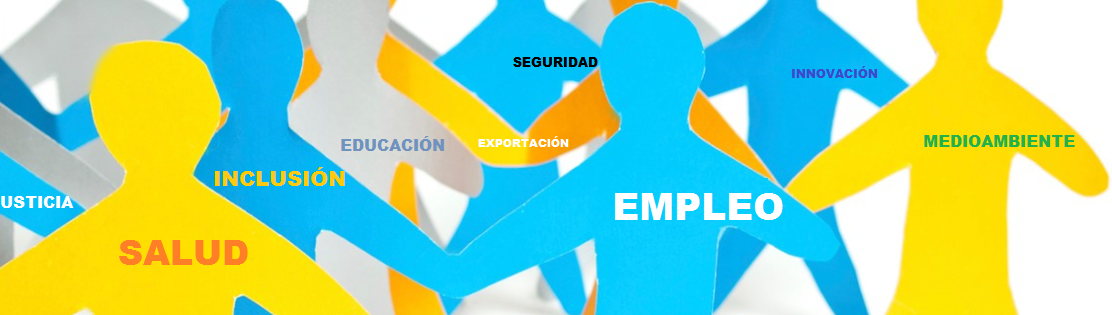 SEGURIDAD
INNOVACIÓN
EDUCACIÓN
EXPORTACIÓN
MEDIOAMBIENTE
INCLUSIÓN
USTICIA
EMPLEO
SALUD